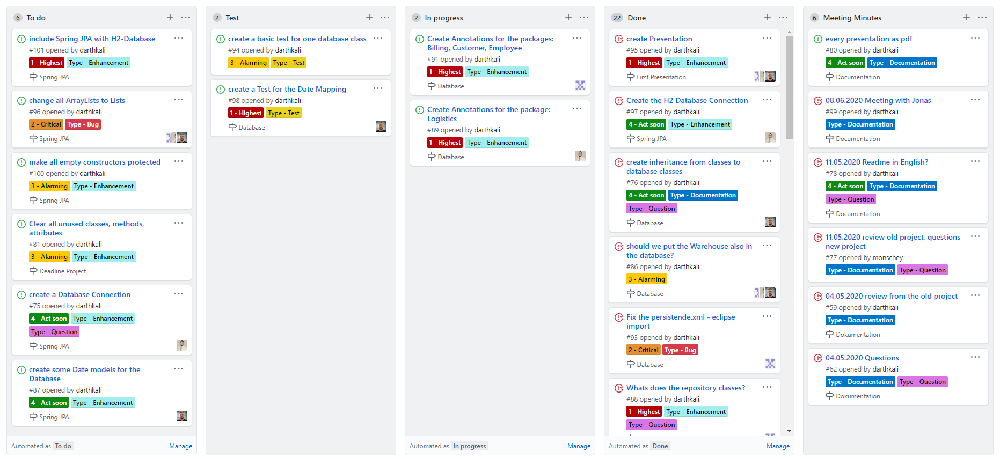 6 To do
include Spring JPA with H2-Database
#101 opened by darthkali
1 - Highest Type - Enhancement
Spring JPA
change all ArrayLists to Lists
#96 opened by darthkali
2 - Critical Type - Bug
Spring JPA
make all empty constructors protected
#100 opened by darthkali
3 - Alarming Type - Enhancement
Spring JPA
Clear all unused classes, methods,
attributes
#81 opened by darthkali
3 - Alarming Type - Enhancement
Deadline Project
create a Database Connection
#75 opened by darthkali
4 - Act soon Type - Enhancement
Type - Question
Spring JPA
create some Date models for the
Database
#87 opened by darthkali
4 - Act soon Type - Enhancement
Spring JPA
Automated as To do Manage
2 Test
create a basic test for one database class
#94 opened by darthkali
3 - Alarming Type - Test
create a Test for the Date Mapping
#98 opened by darthkali
1 - Highest Type - Test
Database
2 In progress
Create Annotations for the packages:
Billing, Customer, Employee
#91 opened by darthkali
1 - Highest Type - Enhancement
Database
Create Annotations for the package:
Logistics
#89 opened by darthkali
1 - Highest Type - Enhancement
Database
Automated as In progress Manage
22 Done
create Presentation
#95 opened by darthkali
1 - Highest Type - Enhancement
First Presentation
Create the H2 Database Connection
#97 opened by darthkali
4 - Act soon Type - Enhancement
Spring JPA
create inheritance from classes to
database classes
#76 opened by darthkali
4 - Act soon Type - Documentation
Type - Question
Database
should we put the Warehouse also in
the database?
#86 opened by darthkali
3 - Alarming
Database
Fix the persistende.xml - eclipse
import
#93 opened by darthkali
2 - Critical Type - Bug
Database
Whats does the repository classes?
#88 opened by darthkali
1 - Highest Type - Enhancement
Type - Question
Automated as Done Manage
6 Meeting Minutes
every presentation as pdf
#80 opened by darthkali
4 - Act soon Type - Documentation
Documentation
08.06.2020 Meeting with Jonas
#99 opened by darthkali
Type - Documentation
Documentation
11.05.2020 Readme in English?
#78 opened by darthkali
4 - Act soon Type - Documentation
Type - Question
Documentation
11.05.2020 review old project, questions
new project
#77 opened by monschey
Type - Documentation Type - Question
04.05.2020 review from the old project
#59 opened by darthkali
Type - Documentation
Dokumentation
04.05.2020 Questions
#62 opened by darthkali
Type - Documentation Type - Question
Dokumentation